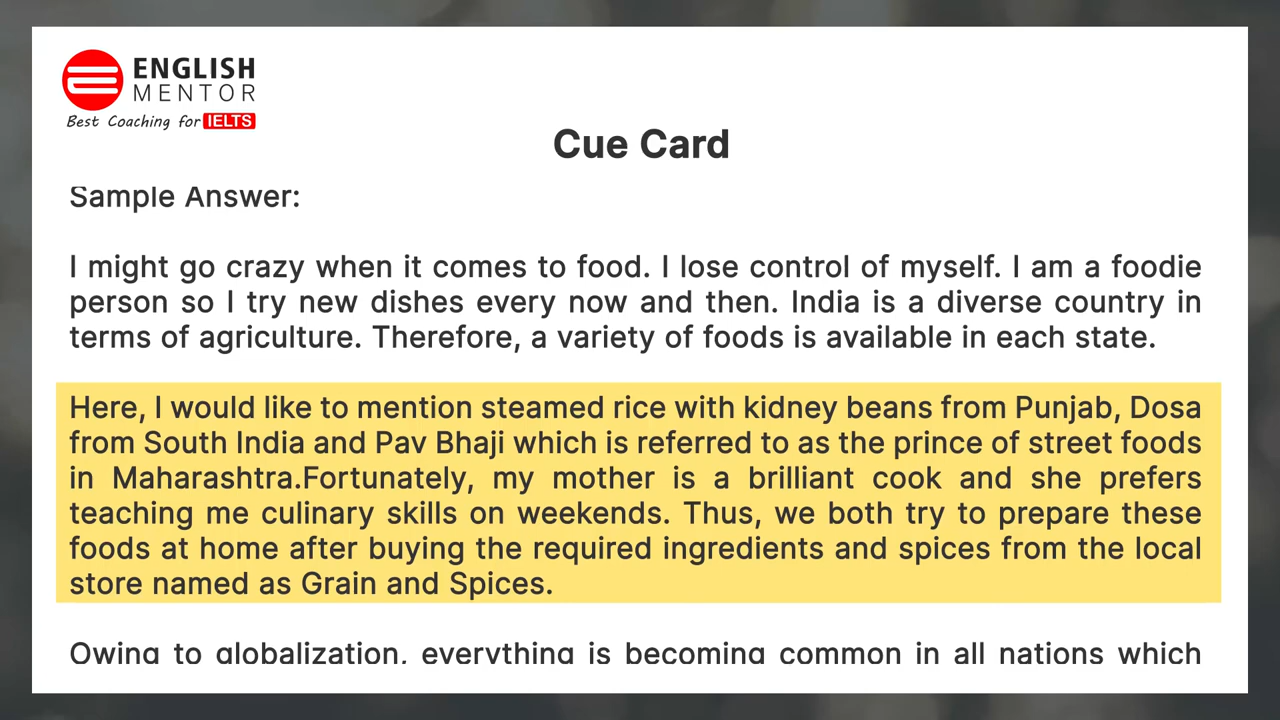 ENGLISH
MENTOR
Best Coaching for IELTS
Cue Card
Sample Answer:
I might go crazy when it comes to food. I lose control of myself. I am a foodie
person so I try new dishes every now and then. India is a diverse country in
terms of agriculture. Therefore, a variety of foods is available in each state.
Here, I would like to mention steamed rice with kidney beans from Punjab, Dosa
from South India and Pav Bhaji which is referred to as the prince of street foods
in Maharashtra.Fortunately, my mother is a brilliant cook and she prefers
teaching me culinary skills on weekends. Thus, we both try to prepare these
foods at home after buying the required ingredients and spices from the local
store named as Grain and Spices.
Owing to globalization, everything is becoming common in all nations which